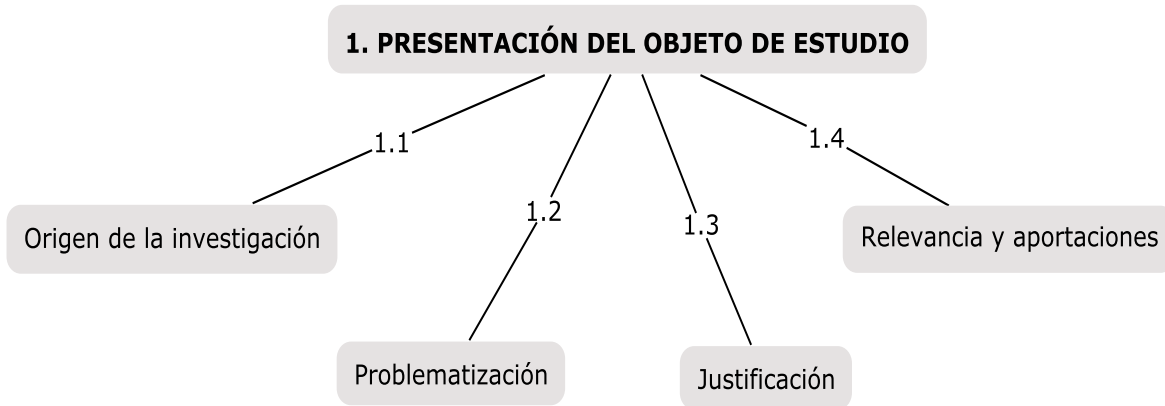 1. PRESENTACIÓN DEL OBJETO DE ESTUDIO
1.1
Origen de la investigación
1.2
Problematización
1.3
Justificación
1.4
Relevancia y aportaciones